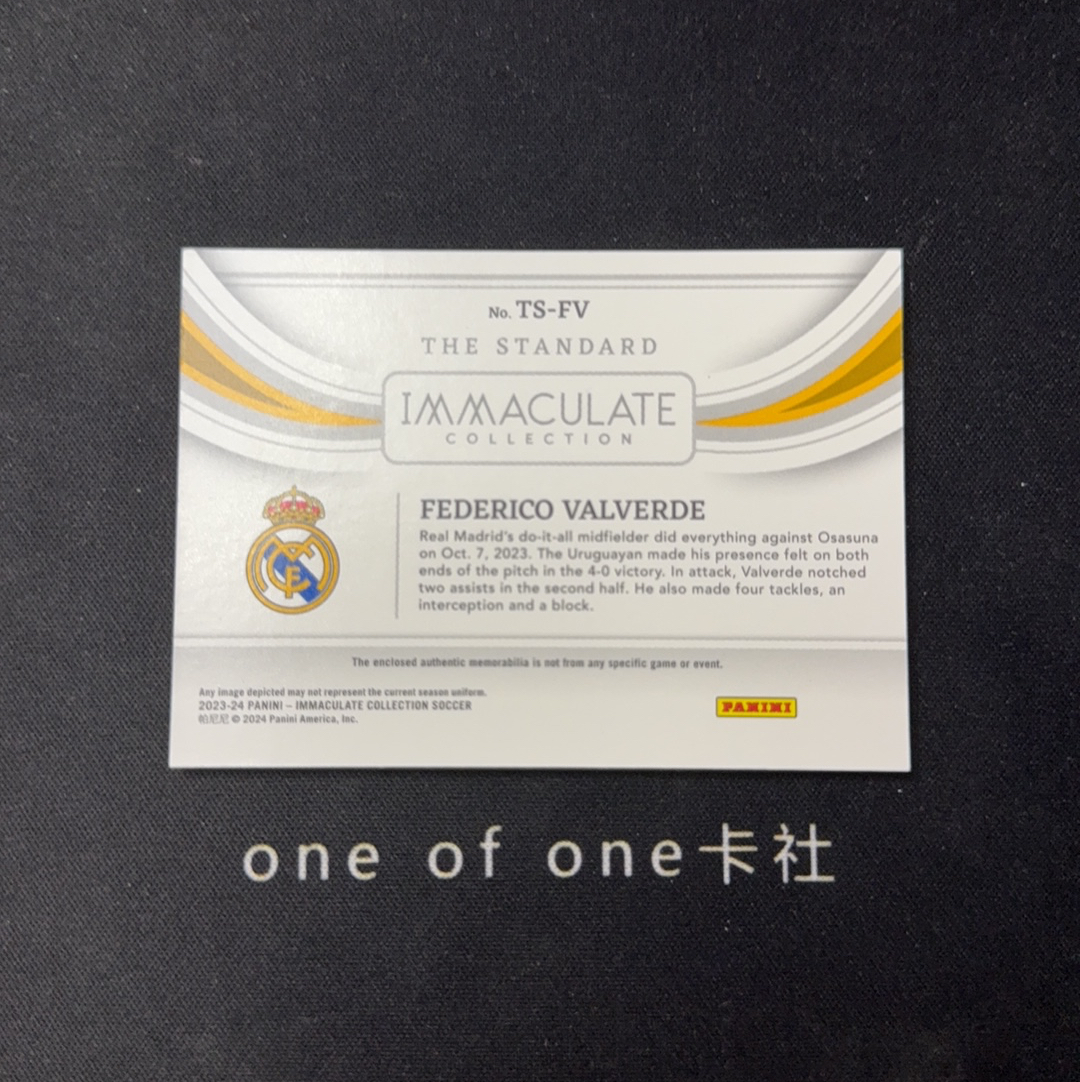 No. TS-FV
THE STANDARD
IMMACULATE
COLLECTION
FEDERICO VALVERDE
Real Madrid's do-it-all midfielder did everything against Osasuna
on Oct. 7, 2023. The Uruguayan made his presence felt on both
ends of the pitch in the 4-0 victory. In attack, Valverde notched
two assists in the second half. He also made four tackles, an
interception and a block.
The enclosed authentic memorabilia is not from any specific game or event.
Any image depicted may not represent the current season uniform.
2023-24 PANINI – IMMACULATE COLLECTION SOCCER
帕尼尼 © 2024 Panini America, Inc.
PANINI
one of one卡社